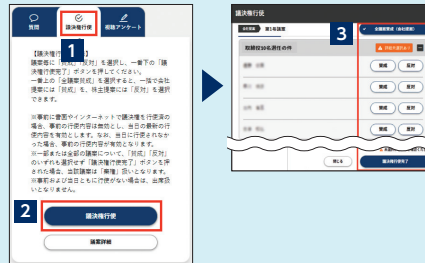 質問
議決権行使
視聴アンケート
1
議案毎に「賛成」「反対」を選択し、一番下の「議
決権行使完了」ボタンを押してください。
一番上の「全議案賛成」を選択すると、一括で会社
提案には「賛成」を、株主提案には「反対」を選択
できます。
※事前に書面やインターネットで議決権を行使済の
場合、事前の行使内容は無効とし、当日の最新の行
使内容を有効とします。なお、当日に行使されなか
った場合、事前の行使内容が有効となります。
※一部または全部の議案について、「賛成」「反対」
のいずれも選択せず「議決権行使完了」ボタンを押
された場合、当該議案は「棄権」扱いとなります。
※事前および当日ともに行使がない場合は、出席扱
いとなりません。
2
議決権行使
議案詳細
議決権行使
会社提案 第1号議案
3
全議案賛成（会社提案）
取締役10名選任の件
賛成 反対
賛成 反対
賛成 反対
賛成 反対
閉じる
議決権行使完了